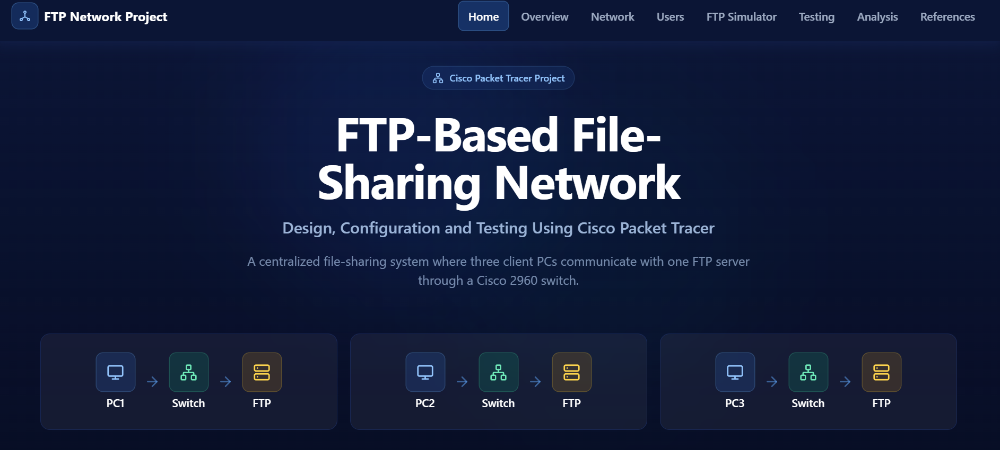 FTP Network Project
Home
Overview
Network
Users
FTP Simulator
Testing
Analysis
References
Cisco Packet Tracer Project
FTP-Based File-
Sharing Network
Design, Configuration and Testing Using Cisco Packet Tracer
A centralized file-sharing system where three client PCs communicate with one FTP server
through a Cisco 2960 switch.
PC1
Switch
FTP
PC2
Switch
FTP
PC3
Switch
FTP